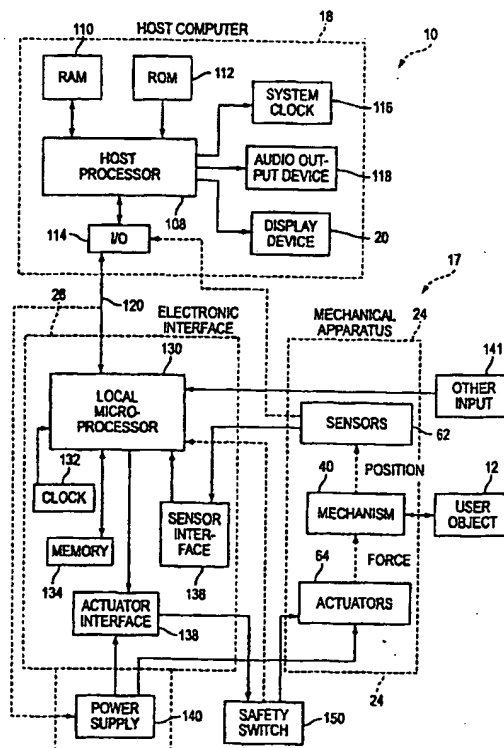 HOST COMPUTER
18
10
110
RAM
ROM
112
SYSTEM
CLOCK
116
HOST
PROCESSOR
AUDIO OUT-
PUT DEVICE
118
108
114
I/O
DISPLAY
DEVICE
20
17
120
26
ELECTRONIC
INTERFACE
MECHANICAL
APPARATUS
24
141
130
OTHER
INPUT
LOCAL
MICRO-
PROCESSOR
SENSORS
62
132
CLOCK
40
POSITION
12
SENSOR
INTER-
FACE
MECHANISM
USER
OBJECT
MEMORY
134
138
64
FORCE
ACTUATOR
INTERFACE
138
ACTUATORS
24
POWER
SUPPLY
140
SAFETY
SWITCH
150